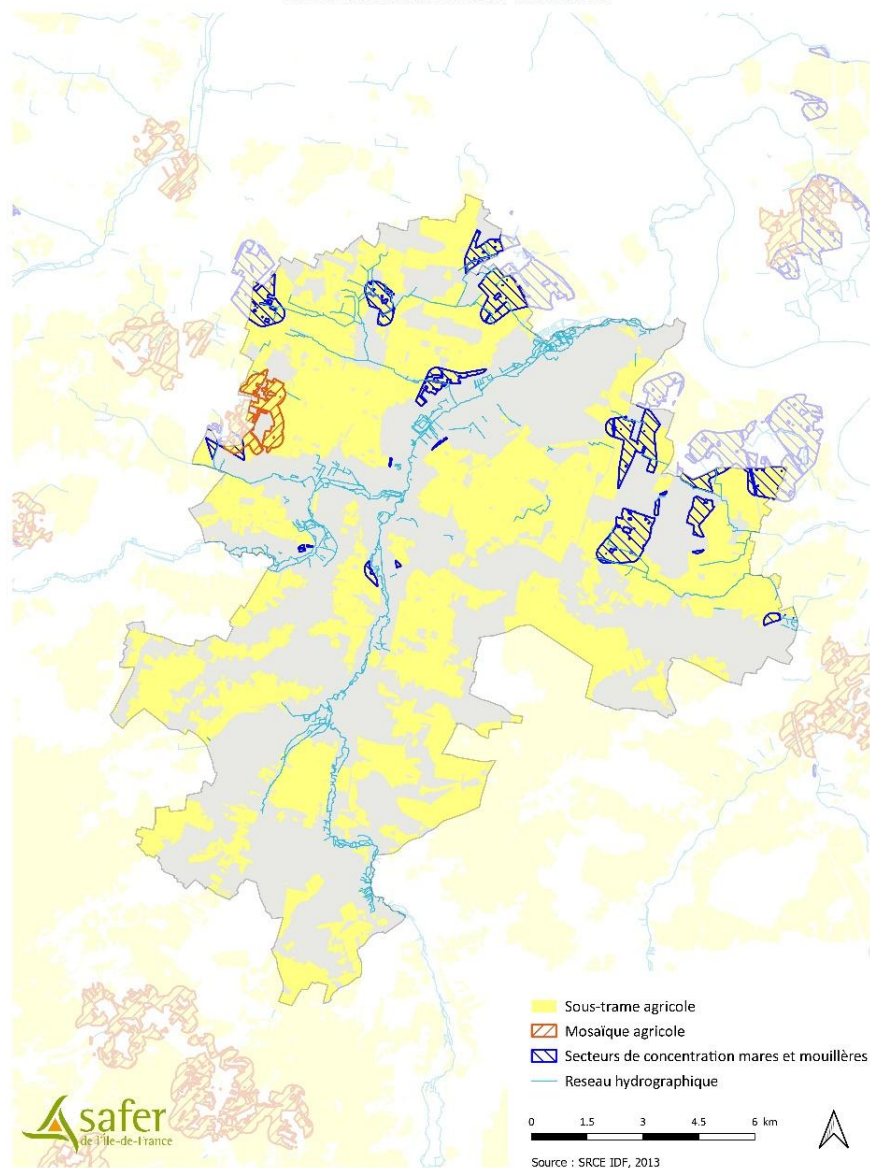 Sous-trame agricole
Mosaïque agricole
Secteurs de concentration mares et mouillères
Reseau hydrographique
0 1.5 3 4.5 6 km
safer
de l'Île-de-France
Source : SRCE IDF, 2013